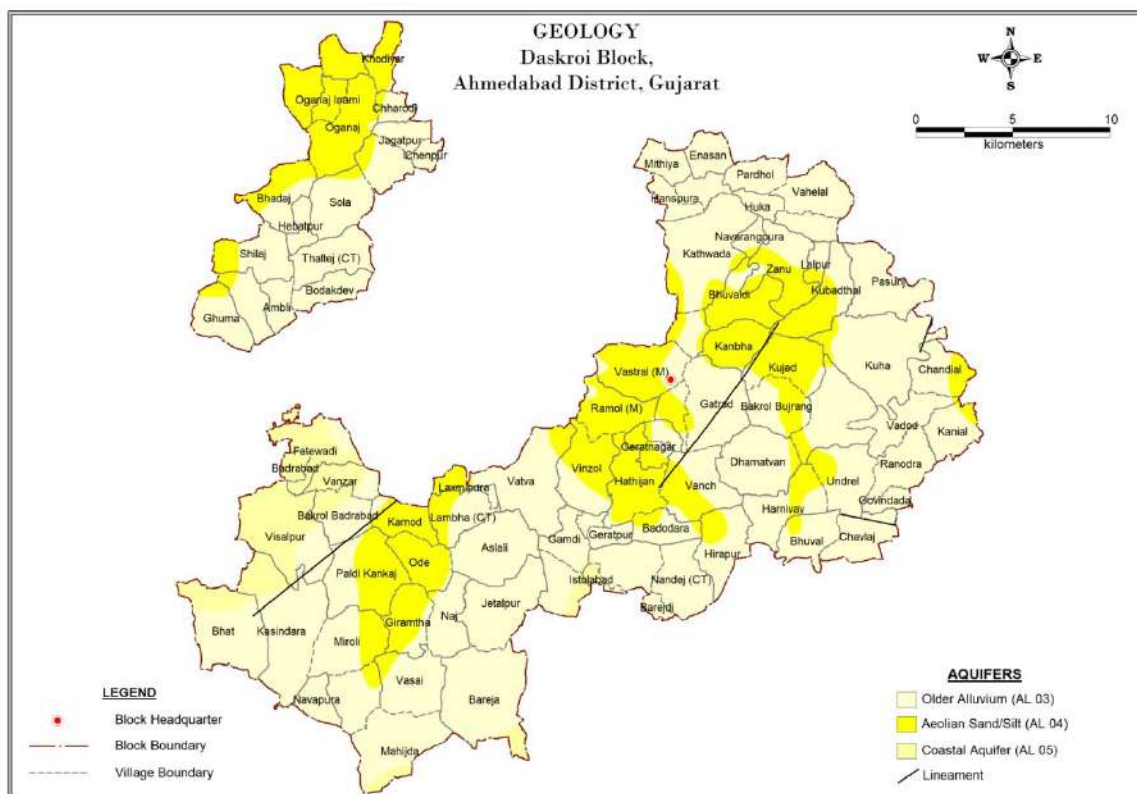 GEOLOGY
Daskroi Block,
Ahmedabad District, Gujarat
N
W E
S
0 5 10
kilometers
Khodiyar
Oganaj Inami
Chharodi
Oganaj
Jagatpur
Chenpur
Bhadaj
Sola
Hebatpur
Shilaj
Thaltej (CT)
Bodakdev
Ambli
Ghuma
Enasan
Mithiya
Pardhol
Vahelal
Hanspura
Huka
Navarangpura
Kathwada
Zanu
Lalpur
Pasunj
Bhuvaldi
Kubadthal
Kanbha
Kuha
Kujad
Chandial
Vastral (M)
Gatrad
Bakrol Bujrang
Ramol (M)
Vadod
Kanial
Geratnagar
Vinzol
Dhamatvan
Ranodra
Hathijan
Vanch
Undrel
Govindada
Harnivav
Badodara
Bhuval
Chavlaj
Hirapur
Fatewadi
Badrabad
Vanzar
Laxmipura
Vatva
Bakrol Badrabad
Kamod
Lambha (CT)
Visalpur
Aslali
Gamdi
Geratpur
Ode
Paldi Kankaj
Istolabad
Nandej (CT)
Barejdi
Jetalpur
Giramtha
Naj
Bhat
Kasindara
Miroli
Vasai
Navapura
Bareja
Mahijda
LEGEND
Block Headquarter
Block Boundary
Village Boundary
AQUIFERS
Older Alluvium (AL 03)
Aeolian Sand/Silt (AL 04)
Coastal Aquifer (AL 05)
Lineament